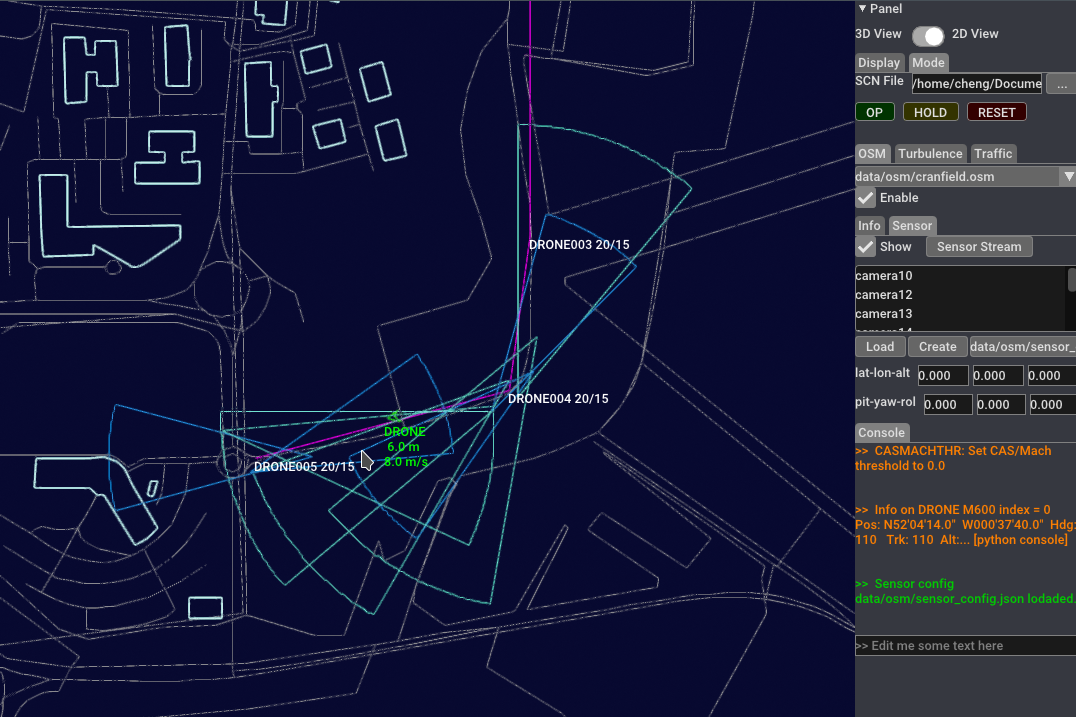 Panel
3D View 2D View
Display Mode
SCN File /home/cheng/Docume ...
OP HOLD RESET
OSM Turbulence Traffic
data/osm/cranfield.osm
Enable
Info Sensor
Show Sensor Stream
camera10
camera12
camera13
Load Create data/osm/sensor_
lat-lon-alt 0.000 0.000 0.000
pit-yaw-rol 0.000 0.000 0.000
Console
>> CASMACHTHR: Set CAS/Mach
threshold to 0.0
>> Info on DRONE M600 index = 0
Pos: N52'04'14.0" W000'37'40.0" Hdg:
110 Trk: 110 Alt:... [python console]
>> Sensor config
data/osm/sensor_config.json lodaded.
>> Edit me some text here
DRONE003 20/15
DRONE004 20/15
DRONE
6.0 m
8.0 m/s
DRONE005 20/15